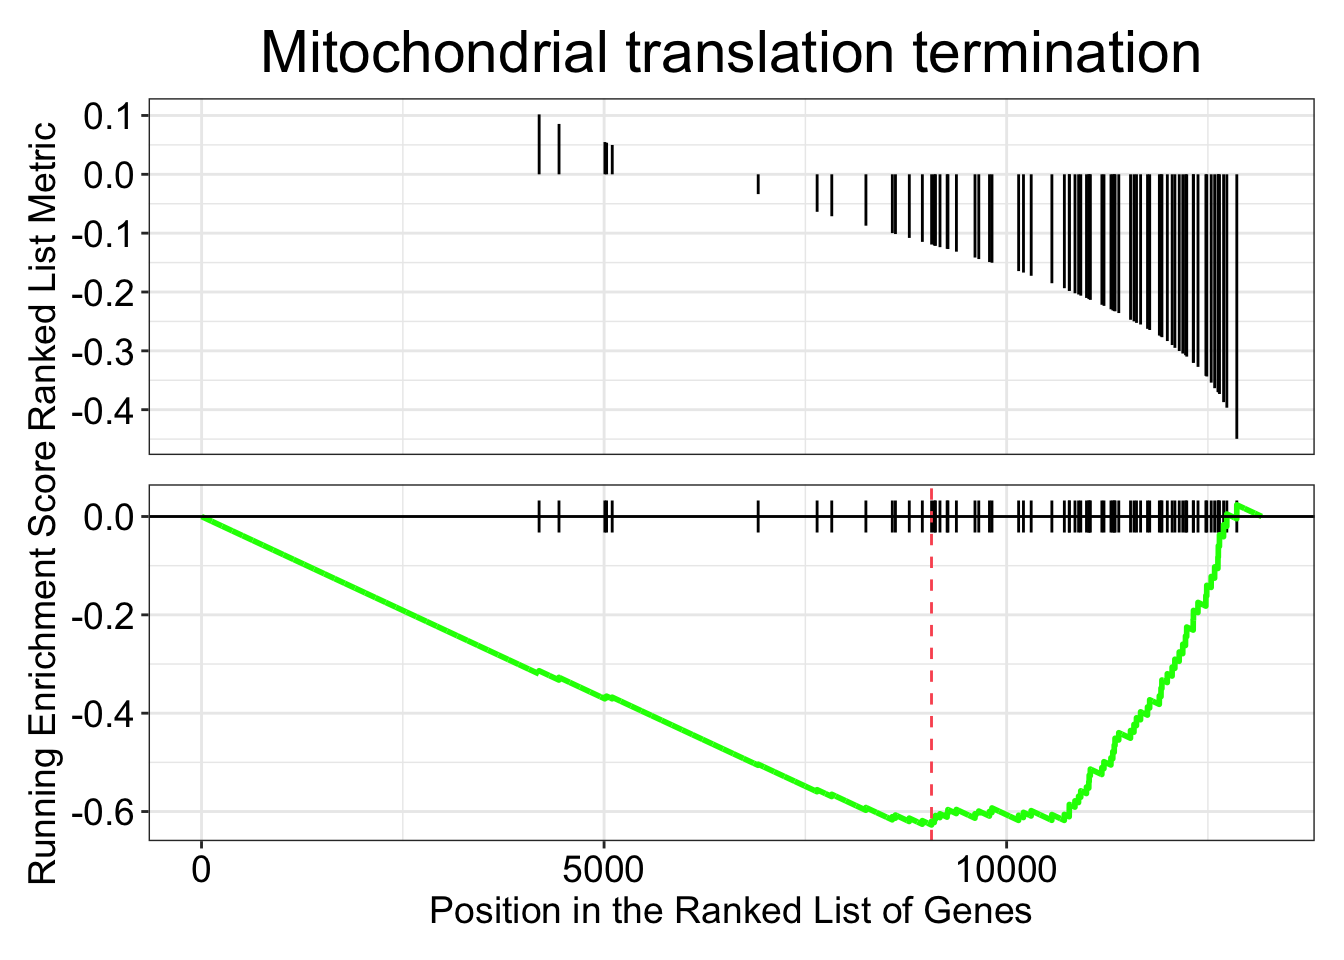 Mitochondrial translation termination
Ranked List Metric
0.1
0.0
-0.1
-0.2
-0.3
-0.4
Running Enrichment Score
0.0
-0.2
-0.4
-0.6
0 5000 10000
Position in the Ranked List of Genes